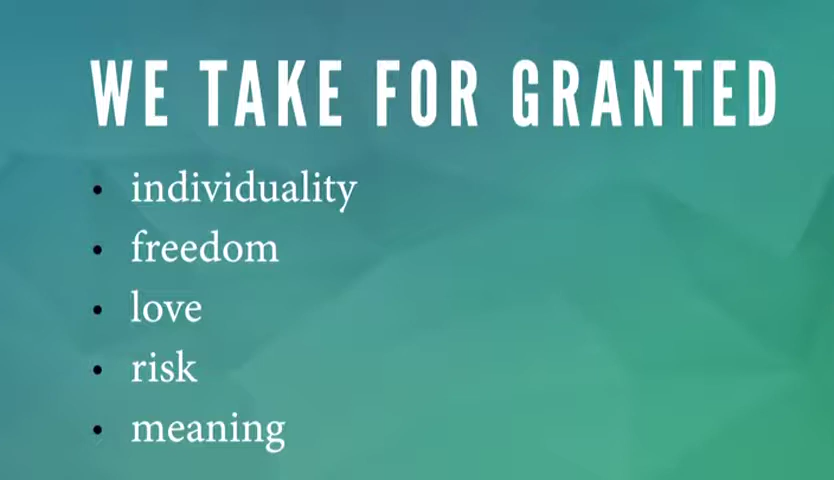 WE TAKE FOR GRANTED
• individuality
• freedom
• love
• risk
• meaning